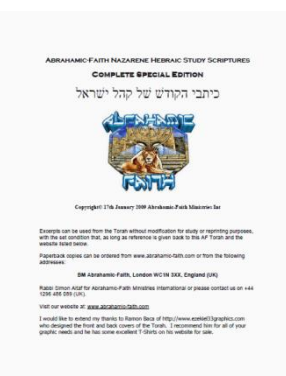 ABRAHAMIC-FAITH NAZARENE HEBRAIC STUDY SCRIPTURES
COMPLETE SPECIAL EDITION
כיתבי הקודש של קהל ישראל
ABRAHAMIC
FAITH
Copyright© 17th January 2009 Abrahamic-Faith Ministries Int
Excerpts can be used from the Torah without modification for study or reprinting purposes,
with the set condition that, as long as reference is given back to this AF Torah and the
website listed below.
Paperback copies can be ordered from www.abrahamic-faith.com or from the following
addresses:
BM Abrahamic-Faith, London WC1N 3XX, England (UK)
Rabbi Simon Altaf for Abrahamic-Faith Ministries International or please contact us on +44
(UK).
Visit our website at: www.abrahamic-faith.com
I would like to extend my thanks to Ramon Baca of http://www.ezekiel33graphics.com
who designed the front and back covers of the Torah. I recommend him for all of your
graphic needs and he has some excellent T-Shirts on his website for sale.